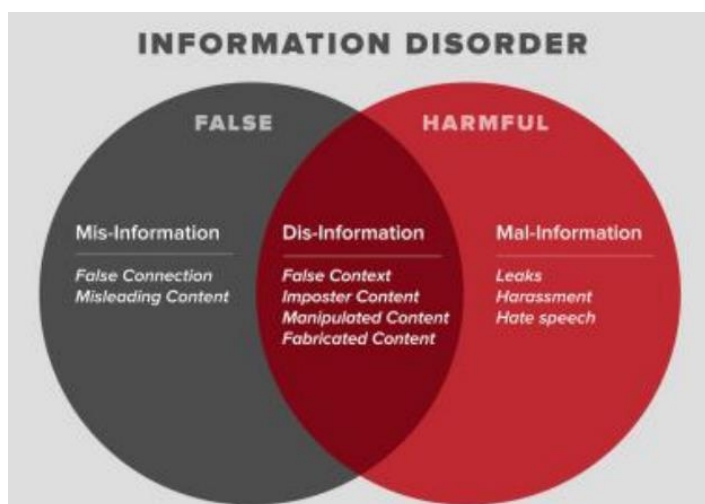 INFORMATION DISORDER
FALSE
HARMFUL
Mis-Information
False Connection
Misleading Content
Dis-Information
False Context
Imposter Content
Manipulated Content
Fabricated Content
Mal-Information
Leaks
Harassment
Hate speech